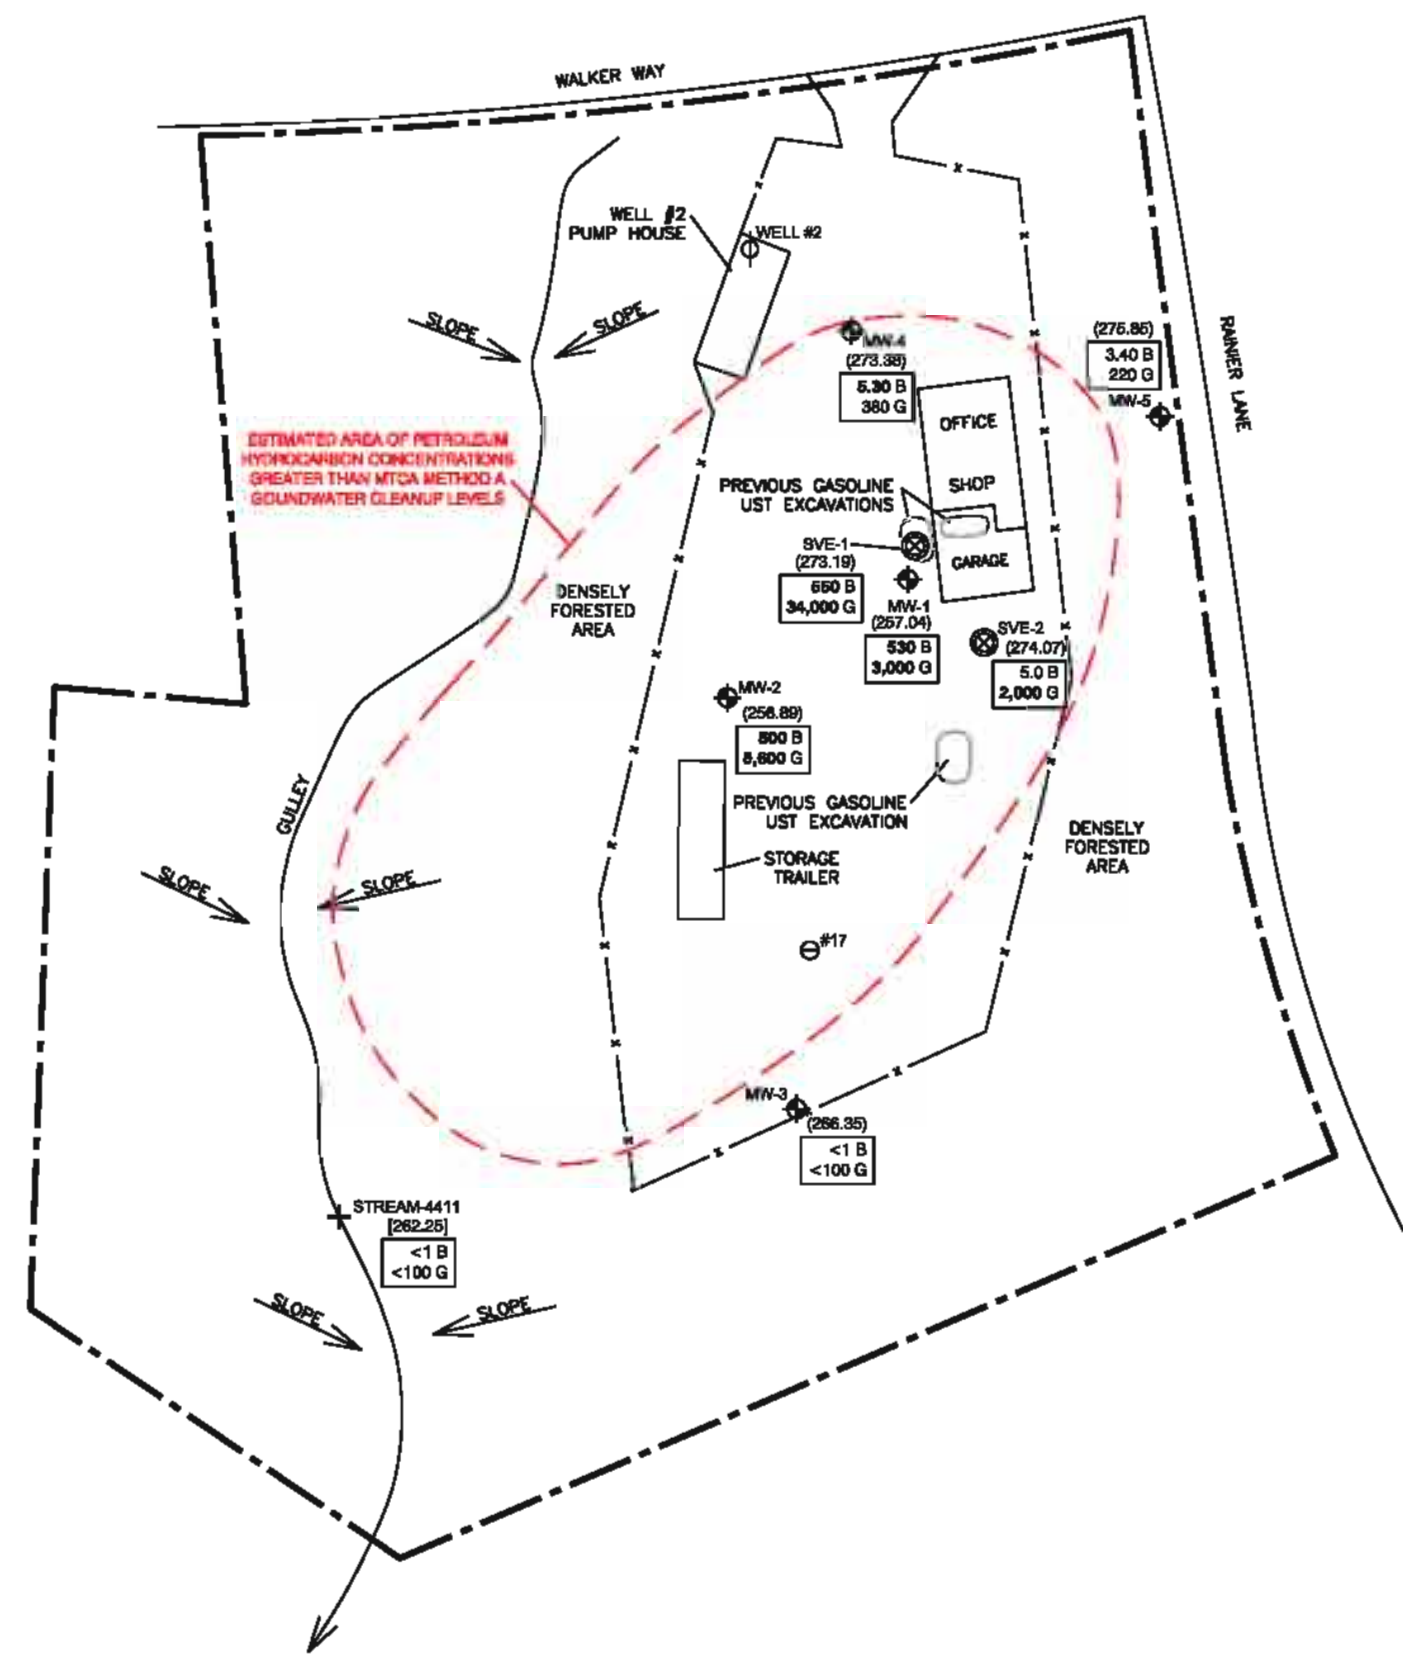 WALKER WAY
WELL #2
PUMP HOUSE
WELL #2
SLOPE
SLOPE
RAINIER LANE
MW-4
(273.38)
5.30 B
380 G
(275.85)
3.40 B
220 G
MW-5
OFFICE
SHOP
GARAGE
ESTIMATED AREA OF PETROLEUM
HYDROCARBON CONCENTRATIONS
GREATER THAN MTCA METHOD A
GOUNDWATER CLEANUP LEVELS
PREVIOUS GASOLINE
UST EXCAVATIONS
SVE-1
(273.19)
550 B
34,000 G
MW-1
(257.04)
530 B
3,000 G
DENSELY
FORESTED
AREA
SVE-2
(274.07)
5.0 B
2,000 G
MW-2
(256.89)
800 B
5,600 G
GULLEY
PREVIOUS GASOLINE
UST EXCAVATION
STORAGE
TRAILER
DENSELY
FORESTED
AREA
SLOPE
SLOPE
#17
MW-3
(266.35)
<1 B
<100 G
STREAM-4411
[262.25]
<1 B
<100 G
SLOPE
SLOPE